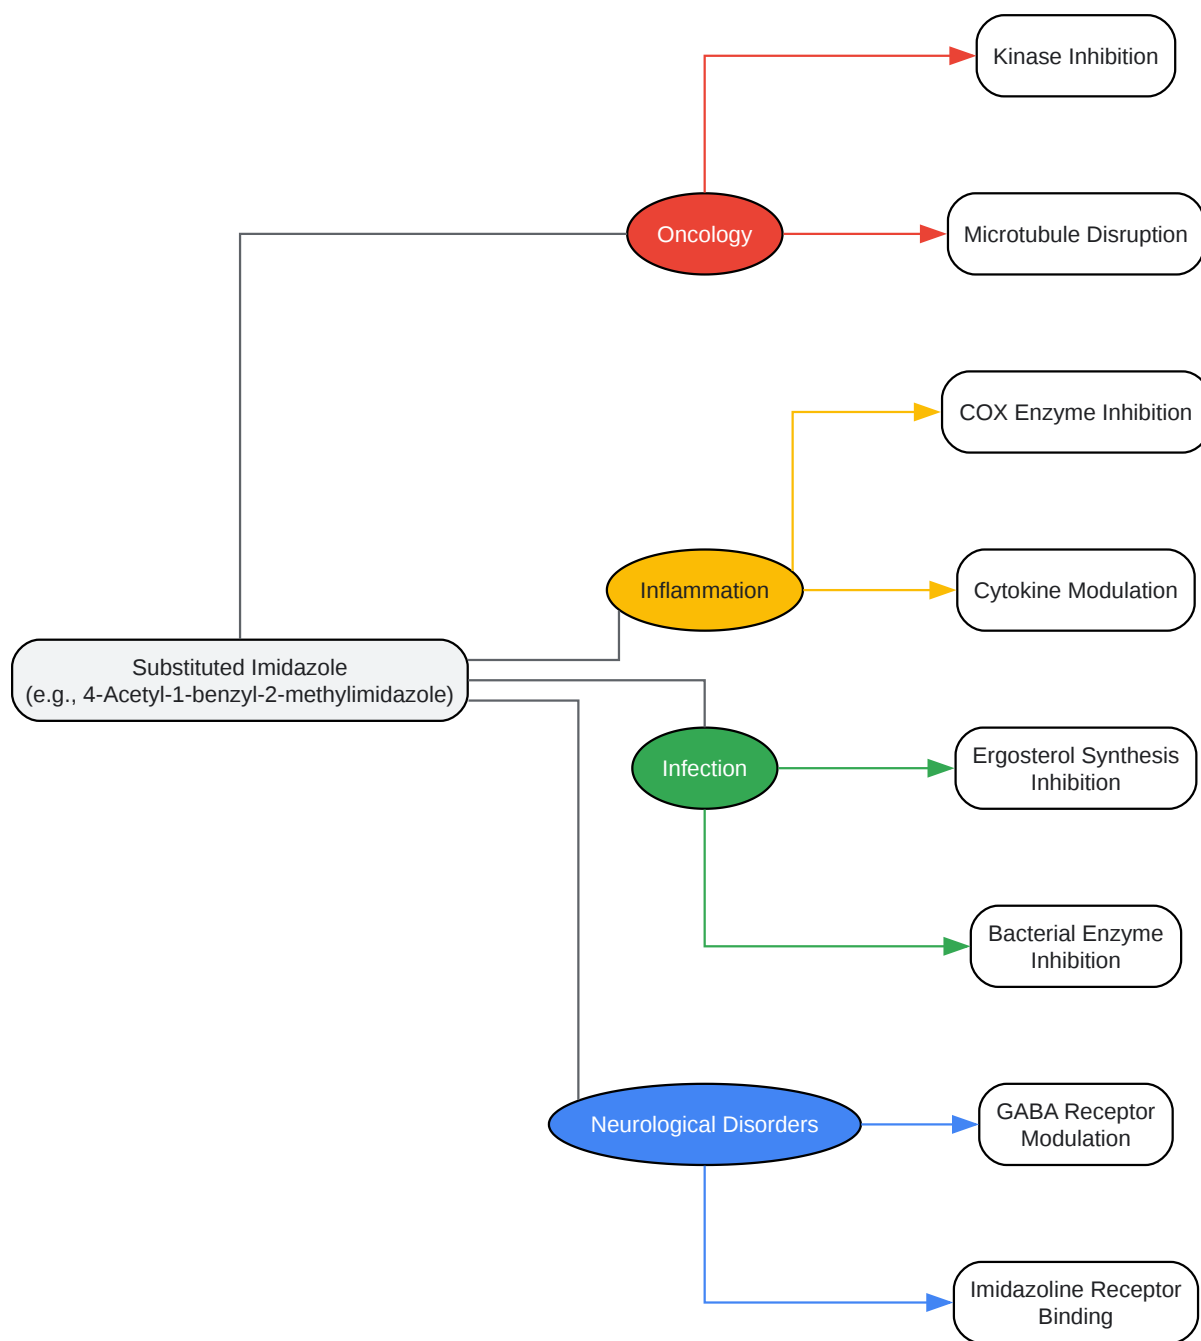 Kinase Inhibition
Oncology
Microtubule Disruption
COX Enzyme Inhibition
Inflammation
Cytokine Modulation
Substituted Imidazole
(e.g., 4-Acetyl-1-benzyl-2-methylimidazole)
Infection
Ergosterol Synthesis
Inhibition
Bacterial Enzyme
Inhibition
Neurological Disorders
GABA Receptor
Modulation
Imidazoline Receptor
Binding